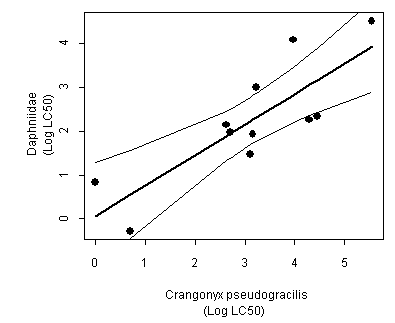 Daphniidae
(Log LC50)
4
3
2
1
0
0 1 2 3 4 5
Crangonyx pseudogracilis
(Log LC50)